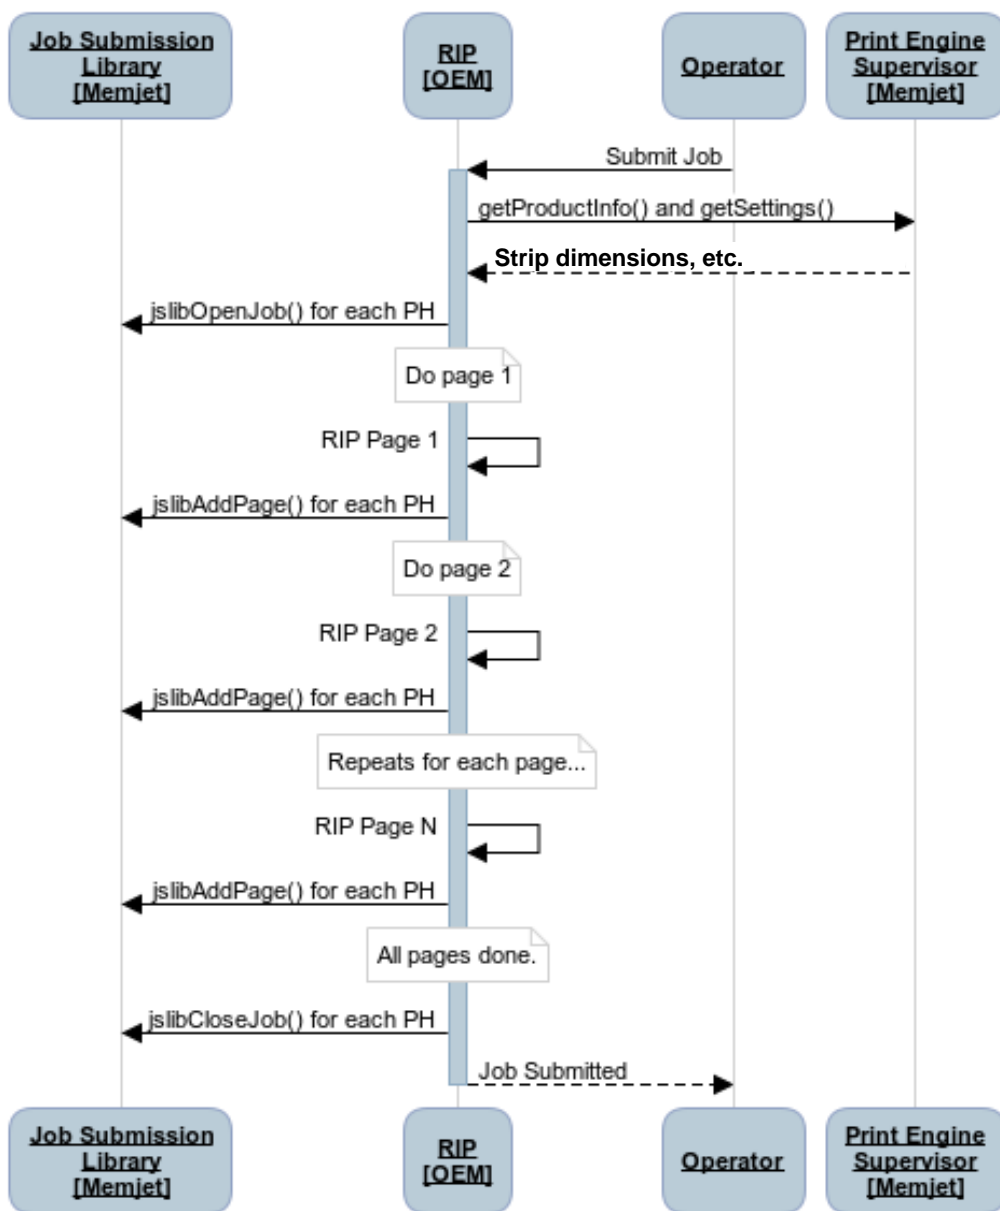 Job Submission
Library
[Memjet]
RIP
[OEM]
Operator
Print Engine
Supervisor
[Memjet]
Submit Job
getProductInfo() and getSettings()
Strip dimensions, etc.
jslibOpenJob() for each PH
Do page 1
RIP Page 1
jslibAddPage() for each PH
Do page 2
RIP Page 2
jslibAddPage() for each PH
Repeats for each page...
RIP Page N
jslibAddPage() for each PH
All pages done.
jslibCloseJob() for each PH
Job Submitted
Job Submission
Library
[Memjet]
RIP
[OEM]
Operator
Print Engine
Supervisor
[Memjet]